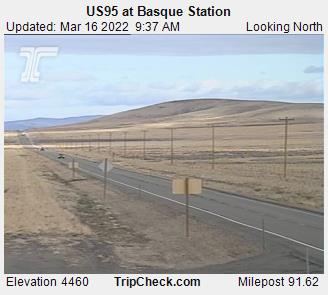 US95 at Basque Station
Updated: Mar 16 2022 9:37 AM Looking North
Elevation 4460 TripCheck.com Milepost 91.62